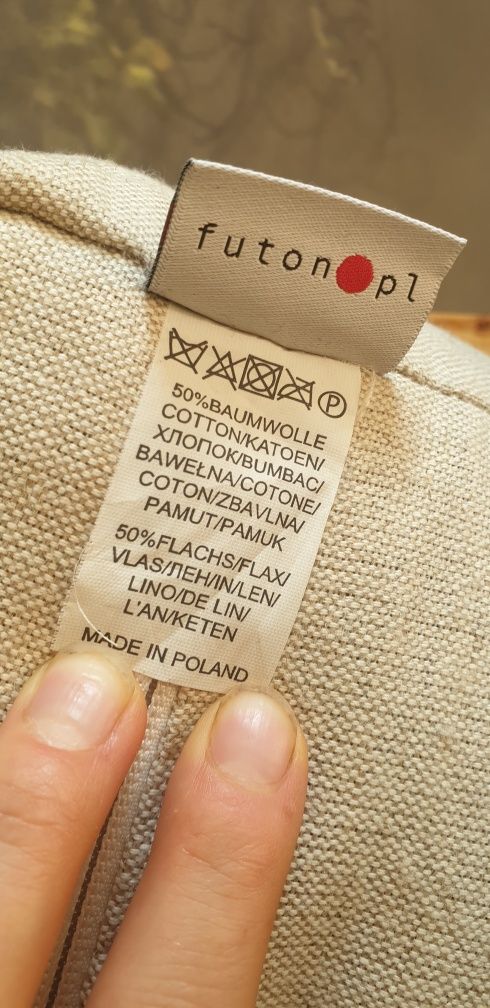 futon pl
P
50%BAUMWOLLE
COTTON/KATOEN/
ХЛОПОК/BUMBAC/
BAWEŁNA/COTONE/
COTON/ZBAVLNA/
PAMUT/PAMUK
50%FLACHS/FLAX/
VLAS/ЛЕН/IN/LEN/
LINO/DE LIN/
L'AN/KETEN
MADE IN POLAND